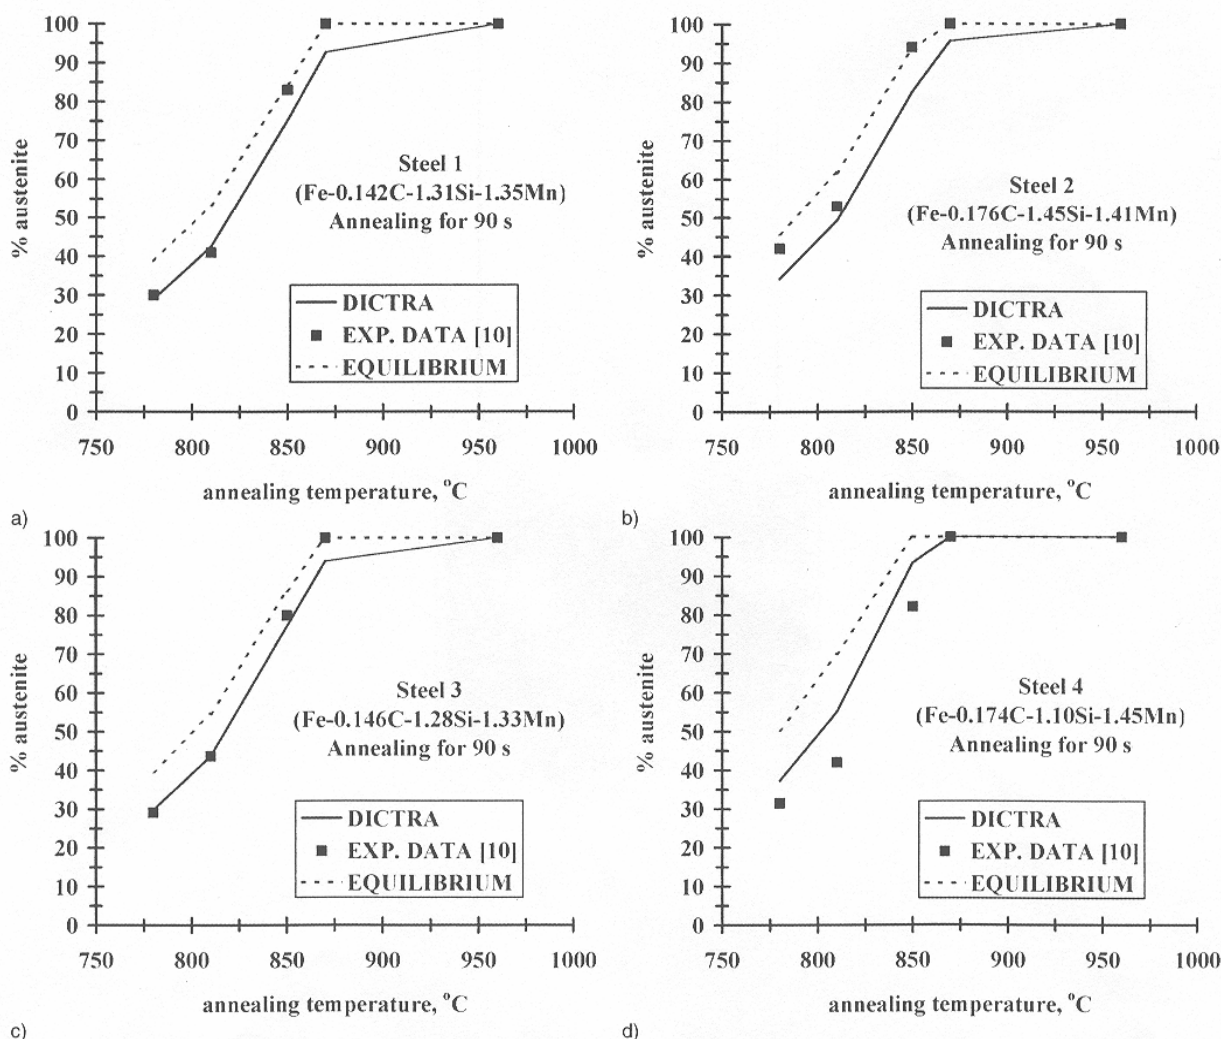 100
90
80
70
60
50
40
30
20
10
0
% austenite
Steel 1
(Fe-0.142C-1.31Si-1.35Mn)
Annealing for 90 s
DICTRA
EXP. DATA [10]
EQUILIBRIUM
750 800 850 900 950 1000
annealing temperature, °C
a)
100
90
80
70
60
50
40
30
20
10
0
% austenite
Steel 2
(Fe-0.176C-1.45Si-1.41Mn)
Annealing for 90 s
DICTRA
EXP. DATA [10]
EQUILIBRIUM
750 800 850 900 950 1000
annealing temperature, °C
b)
100
90
80
70
60
50
40
30
20
10
0
% austenite
Steel 3
(Fe-0.146C-1.28Si-1.33Mn)
Annealing for 90 s
DICTRA
EXP. DATA [10]
EQUILIBRIUM
750 800 850 900 950 1000
annealing temperature, °C
c)
100
90
80
70
60
50
40
30
20
10
0
% austenite
Steel 4
(Fe-0.174C-1.10Si-1.45Mn)
Annealing for 90 s
DICTRA
EXP. DATA [10]
EQUILIBRIUM
750 800 850 900 950 1000
annealing temperature, °C
d)